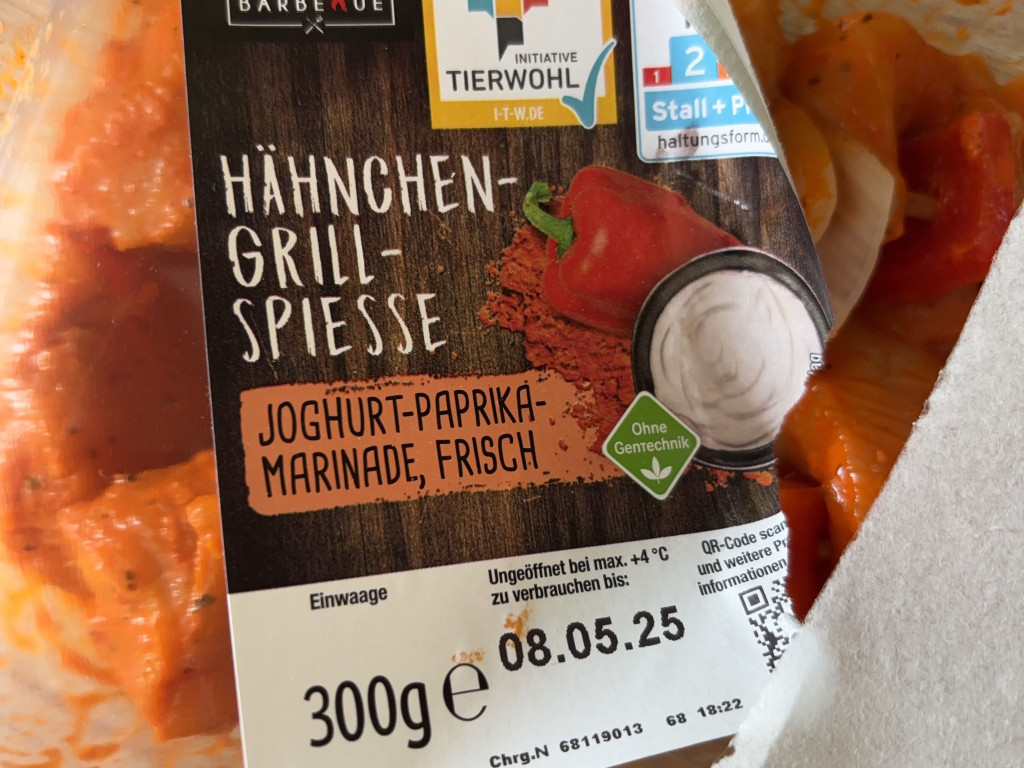 BARBECUE
INITIATIVE
TIERWOHL
I-T-W.DE
1 2
Stall +
haltungsform.
HÄHNCHEN-
GRILL-
SPIESSE
JOGHURT-PAPRIKA-
MARINADE, FRISCH
Ohne
GenTechnik
Einwaage
300g e
Ungeöffnet bei max. +4 °C
zu verbrauchen bis:
08.05.25
QR-Code
und weitere
informationen
Chrg.N 68119013 68 18:22